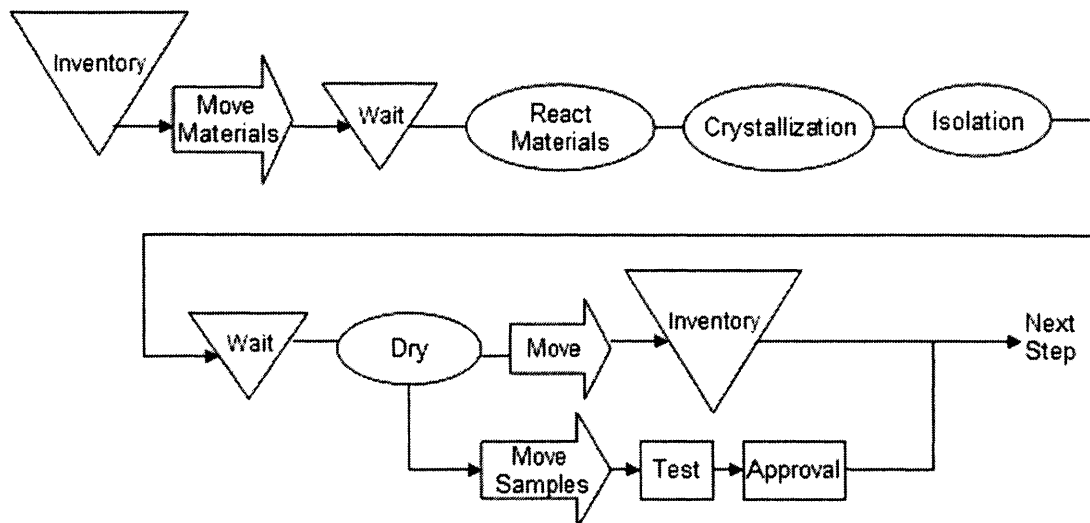 Inventory
Move
Materials
Wait
React
Materials
Crystallization
Isolation
Wait
Dry
Move
Inventory
Next
Step
Move
Samples
Test
Approval